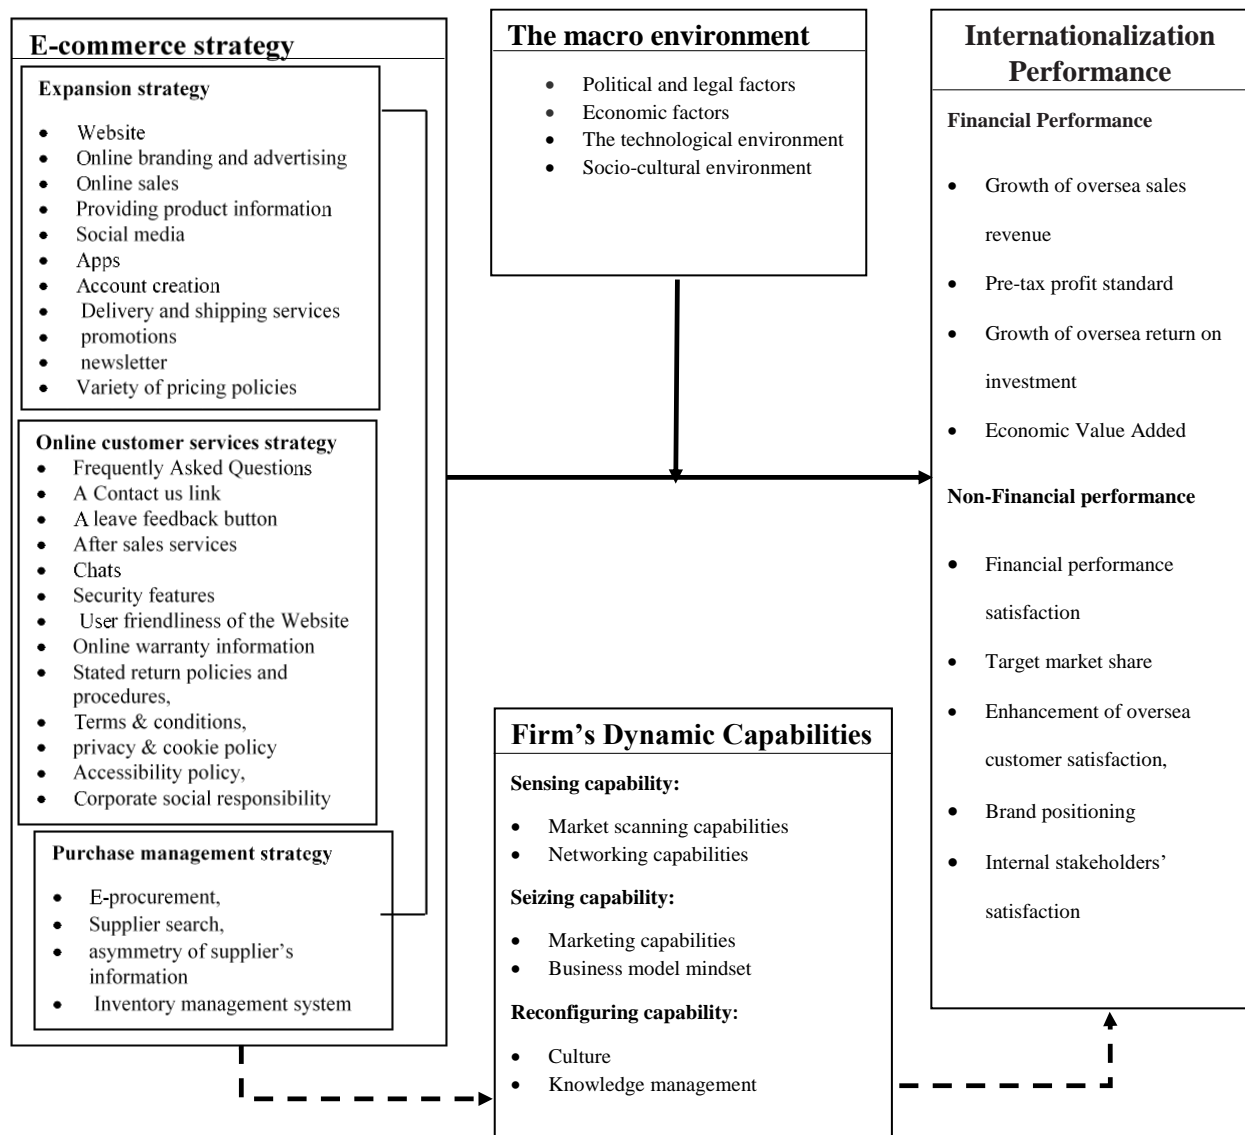 E-commerce strategy
Expansion strategy
• Website
• Online branding and advertising
• Online sales
• Providing product information
• Social media
• Apps
• Account creation
• Delivery and shipping services
• promotions
• newsletter
• Variety of pricing policies
Online customer services strategy
• Frequently Asked Questions
• A Contact us link
• A leave feedback button
• After sales services
• Chats
• Security features
• User friendliness of the Website
• Online warranty information
• Stated return policies and
procedures,
• Terms & conditions,
• privacy & cookie policy
• Accessibility policy,
• Corporate social responsibility
Purchase management strategy
• E-procurement,
• Supplier search,
• asymmetry of supplier's
information
• Inventory management system
The macro environment
• Political and legal factors
• Economic factors
• The technological environment
• Socio-cultural environment
Firm’s Dynamic Capabilities
Sensing capability:
• Market scanning capabilities
• Networking capabilities
Seizing capability:
• Marketing capabilities
• Business model mindset
Reconfiguring capability:
• Culture
• Knowledge management
Internationalization
Performance
Financial Performance
• Growth of oversea sales
revenue
• Pre-tax profit standard
• Growth of oversea return on
investment
• Economic Value Added
Non-Financial performance
• Financial performance
satisfaction
• Target market share
• Enhancement of oversea
customer satisfaction,
• Brand positioning
• Internal stakeholders’
satisfaction